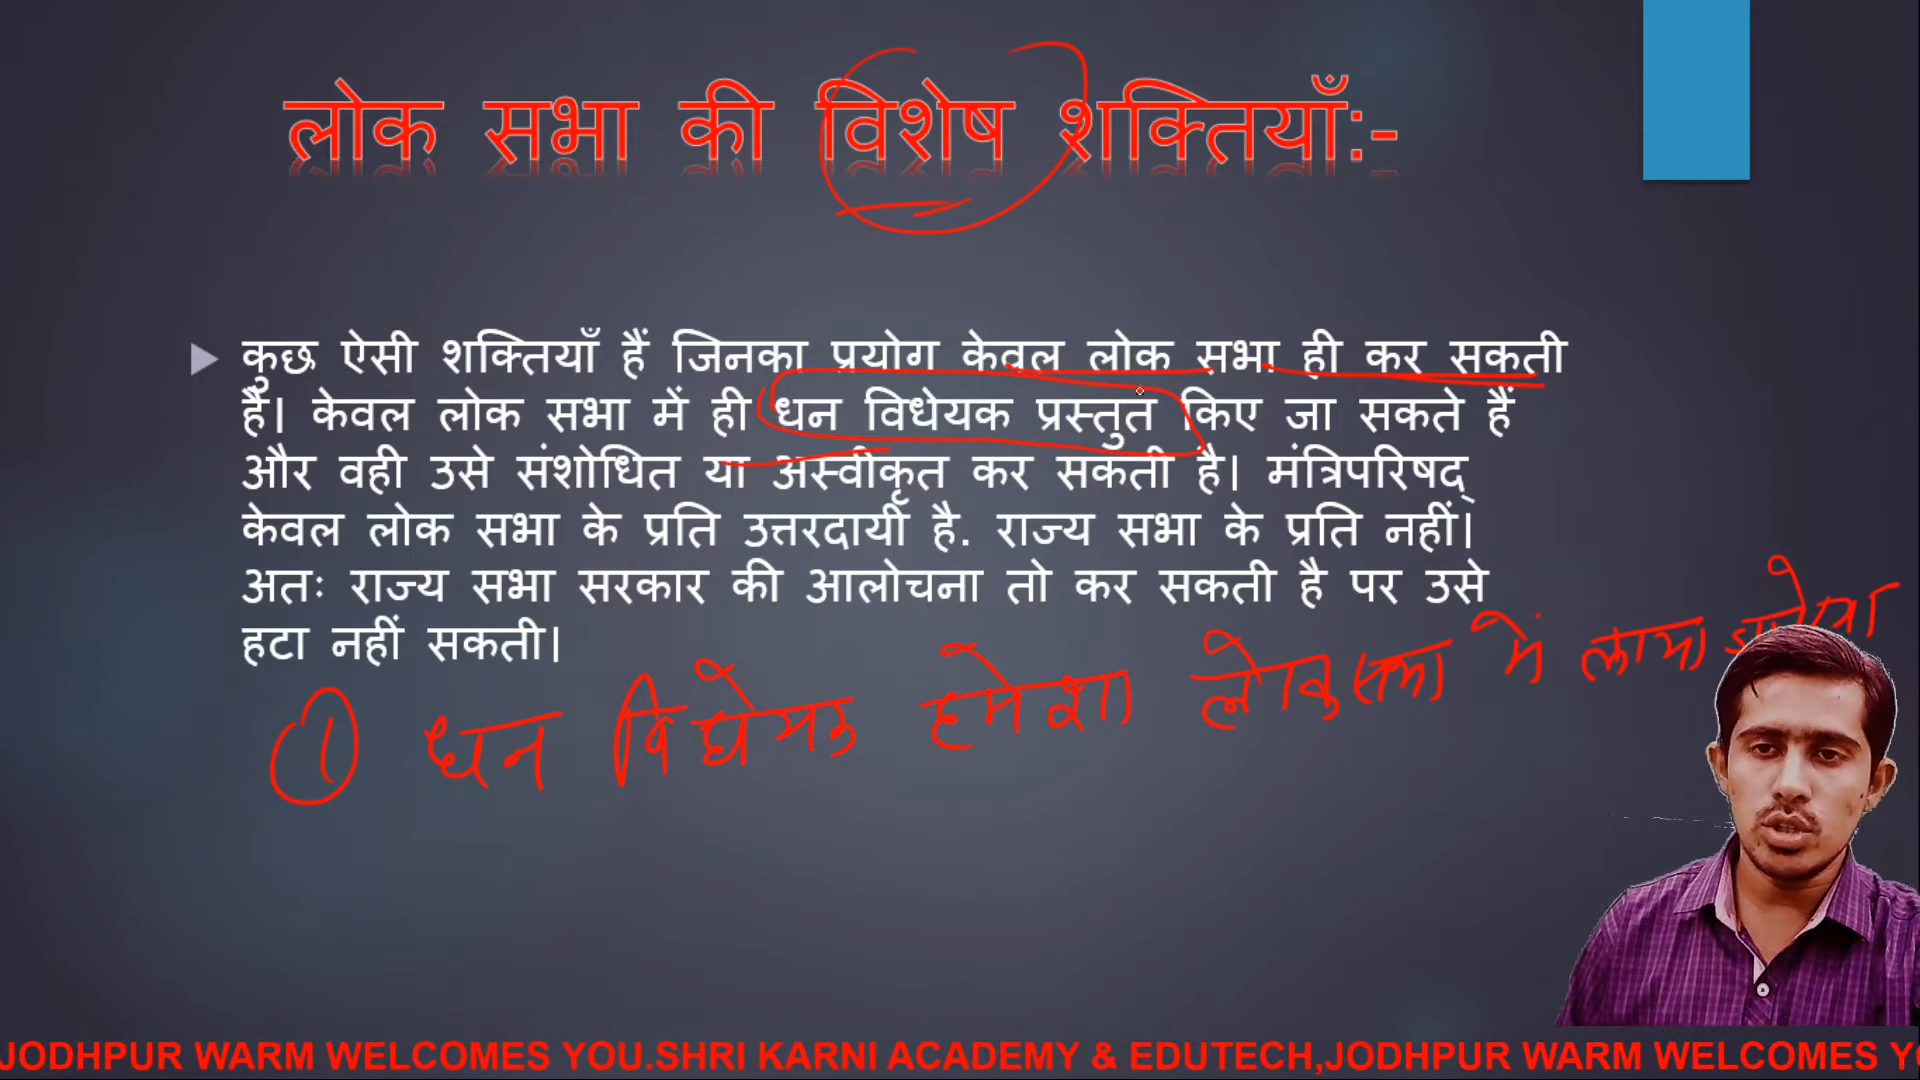 लोक सभा की विशेष शक्तियाँ:-
कुछ ऐसी शक्तियाँ हैं जिनका प्रयोग केवल लोक सभा ही कर सकती
है। केवल लोक सभा में ही धन विधेयक प्रस्तुत किए जा सकते हैं
और वही उसे संशोधित या अस्वीकृत कर सकती है। मंत्रिपरिषद्
केवल लोक सभा के प्रति उत्तरदायी है. राज्य सभा के प्रति नहीं।
अतः राज्य सभा सरकार की आलोचना तो कर सकती है पर उसे
हटा नहीं सकती।
① धन विधेयक हमेशा लोकसभा में लाया
JODHPUR WARM WELCOMES YOU.SHRI KARNI ACADEMY & EDUTECH,JODHPUR WARM WELCOMES